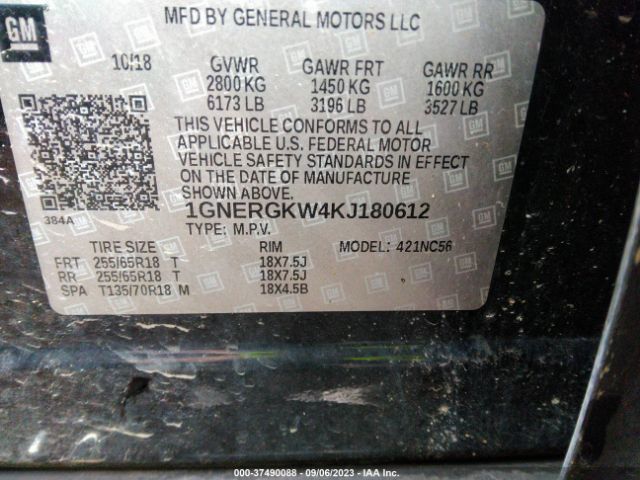 GM
MFD BY GENERAL MOTORS LLC
10/18 GVWR GAWR FRT GAWR RR
2800 KG 1450 KG 1600 KG
6173 LB 3196 LB 3527 LB
THIS VEHICLE CONFORMS TO ALL
APPLICABLE U.S. FEDERAL MOTOR
VEHICLE SAFETY STANDARDS IN EFFECT
ON THE DATE OF MANUFACTURE
SHOWN ABOVE.
384A
1GNERGKW4KJ180612
TYPE: M.P.V.
TIRE SIZE RIM MODEL: 421NC56
FRT 255/65R18 T 18X7.5J
RR 255/65R18 T 18X7.5J
SPA T135/70R18 M 18X4.5B
000-37490088 - 09/06/2023 - IAA Inc.